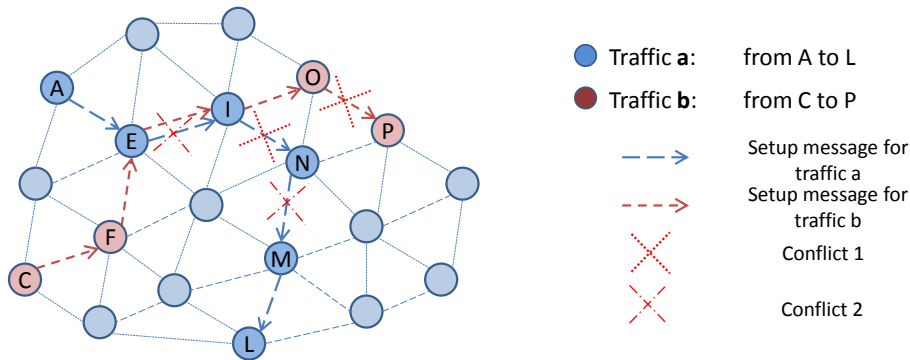 A
E
I
O
P
N
F
C
M
L
Traffic a: from A to L
Traffic b: from C to P
Setup message for
traffic a
Setup message for
traffic b
Conflict 1
Conflict 2